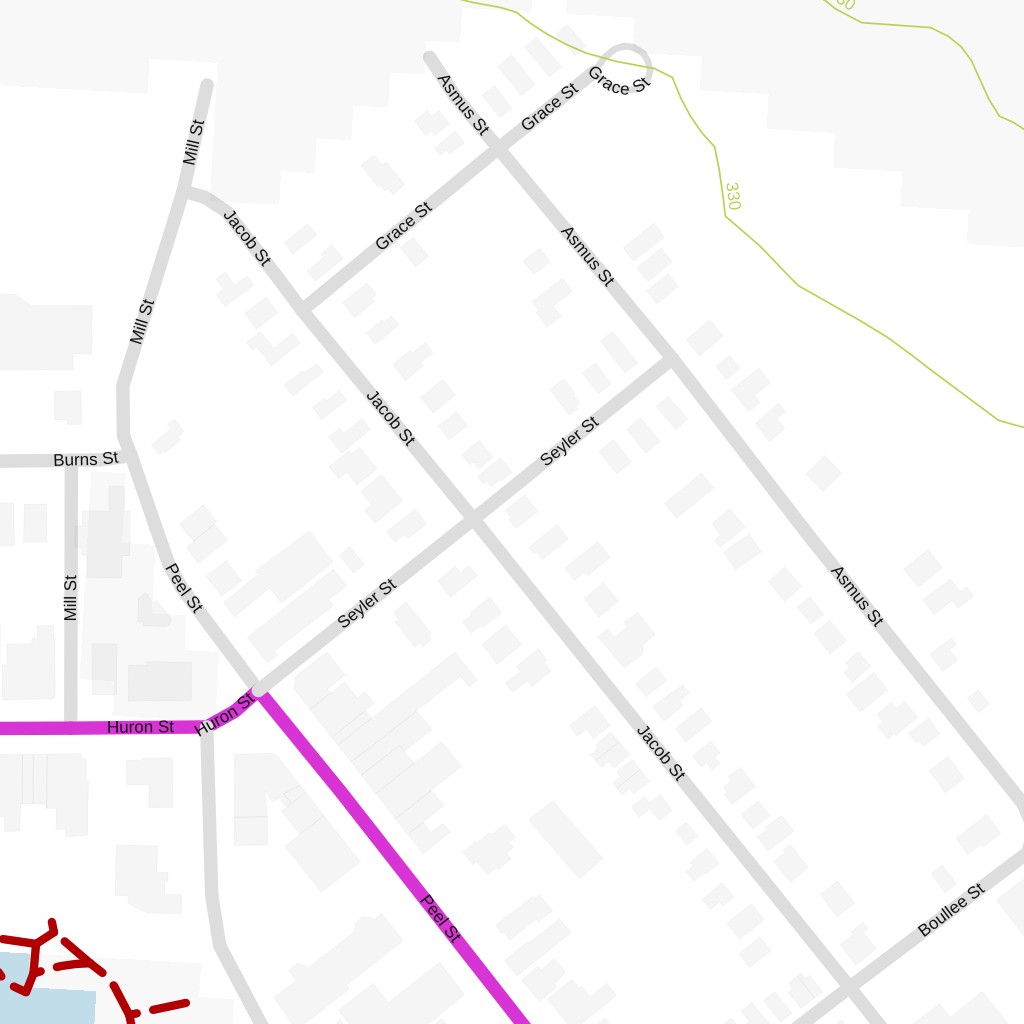 30
Asmus St
Grace St
Grace St
Mill St
330
Grace St
Jacob St
Asmus St
Mill St
Jacob St
Seyler St
Burns St
Peel St
Mill St
Seyler St
Asmus St
Huron St
Huron St
Jacob St
Peel St
Boullee St